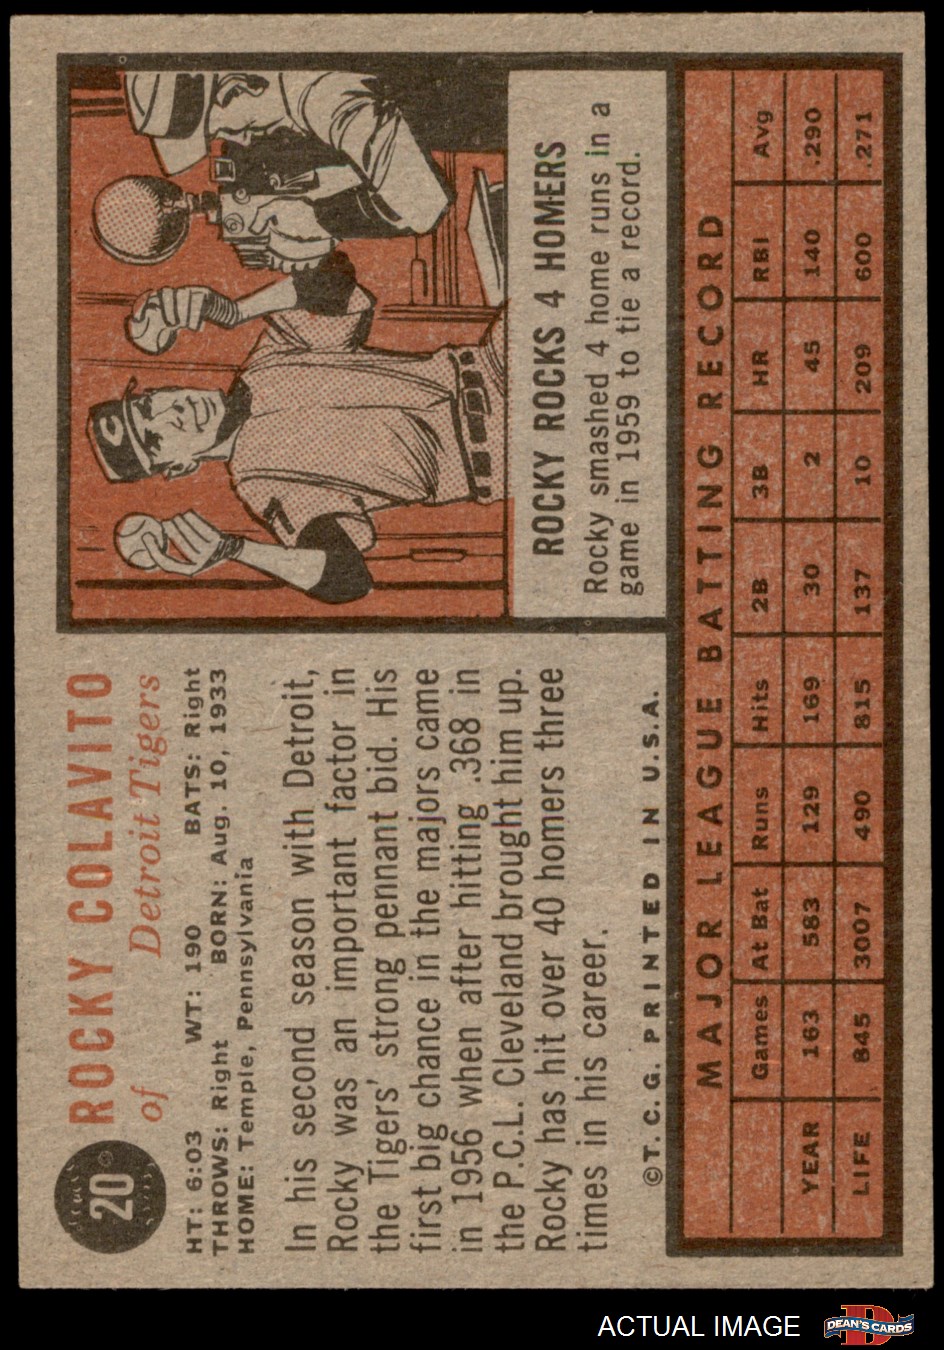 20
ROCKY COLAVITO
of Detroit Tigers
HT: 6:03 WT: 190 BATS: Right
THROWS: Right BORN: Aug. 10, 1933
HOME: Temple, Pennsylvania
In his second season with Detroit,
Rocky was an important factor in
the Tigers' strong pennant bid. His
first big chance in the majors came
in 1956 when after hitting .368 in
the P.C.L. Cleveland brought him up.
Rocky has hit over 40 homers three
times in his career.
©T.C.G. PRINTED IN U.S.A.
C
7
ROCKY ROCKS 4 HOMERS
Rocky smashed 4 home runs in a
game in 1959 to tie a record.
MAJOR LEAGUE BATTING RECORD
Games At Bat Runs Hits 2B 3B HR RBI Avg
YEAR 163 583 129 169 30 2 45 140 .290
LIFE 845 3007 490 815 137 10 209 600 .271
ACTUAL IMAGE
D
DEAN'S CARDS